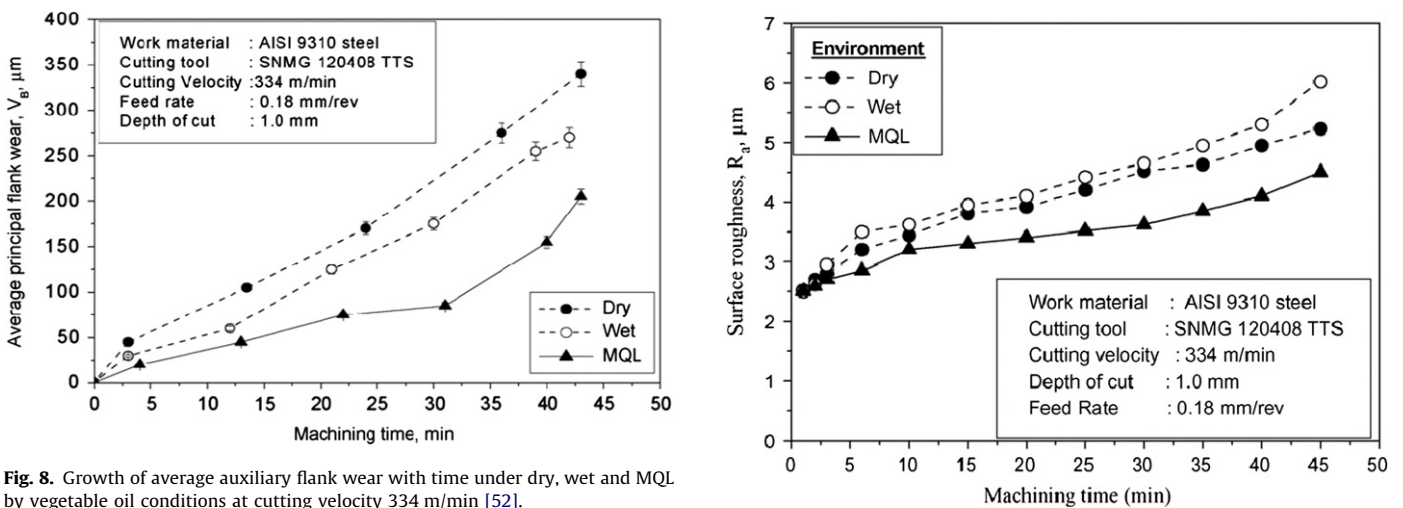 400
350
300
250
200
150
100
50
0
Average principal flank wear, V_B, μm
Work material : AISI 9310 steel
Cutting tool : SNMG 120408 TTS
Cutting Velocity :334 m/min
Feed rate : 0.18 mm/rev
Depth of cut : 1.0 mm
Dry
Wet
MQL
0 5 10 15 20 25 30 35 40 45 50
Machining time, min
Fig. 8. Growth of average auxiliary flank wear with time under dry, wet and MQL
by vegetable oil conditions at cutting velocity 334 m/min [52].
7
6
5
4
3
2
1
0
Surface roughness, R_a, μm
Environment
Dry
Wet
MQL
Work material : AISI 9310 steel
Cutting tool : SNMG 120408 TTS
Cutting velocity : 334 m/min
Depth of cut : 1.0 mm
Feed Rate : 0.18 mm/rev
0 5 10 15 20 25 30 35 40 45 50
Machining time (min)